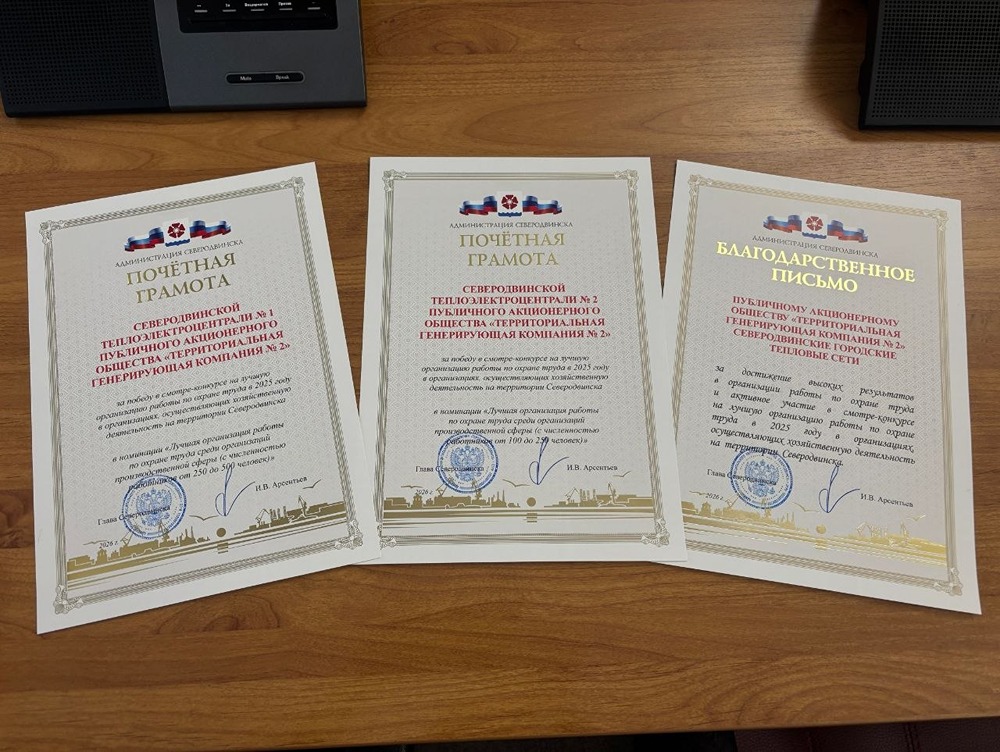 Mute
Speak
АДМИНИСТРАЦИЯ СЕВЕРОДВИНСКА
ПОЧЁТНАЯ
ГРАМОТА
СЕВЕРОДВИНСКОЙ
ТЕПЛОЭЛЕКТРОЦЕНТРАЛИ № 1
ПУБЛИЧНОГО АКЦИОНЕРНОГО
ОБЩЕСТВА «ТЕРРИТОРИАЛЬНАЯ
ГЕНЕРИРУЮЩАЯ КОМПАНИЯ № 2»
за победу в смотре-конкурсе на лучшую
организацию работы по охране труда в 2025 году
в организациях, осуществляющих хозяйственную
деятельность на территории Северодвинска
в номинации «Лучшая организация работы
по охране труда среди организаций
производственной сферы (с численностью
работников от 250 до 500 человек)»
Глава Северодвинска
И.В. Арсентьев
2026 г.
АДМИНИСТРАЦИЯ СЕВЕРОДВИНСКА
ПОЧЁТНАЯ
ГРАМОТА
СЕВЕРОДВИНСКОЙ
ТЕПЛОЭЛЕКТРОЦЕНТРАЛИ № 2
ПУБЛИЧНОГО АКЦИОНЕРНОГО
ОБЩЕСТВА «ТЕРРИТОРИАЛЬНАЯ
ГЕНЕРИРУЮЩАЯ КОМПАНИЯ № 2»
за победу в смотре-конкурсе на лучшую
организацию работы по охране труда в 2025 году
в организациях, осуществляющих хозяйственную
деятельность на территории Северодвинска
в номинации «Лучшая организация работы
по охране труда среди организаций
производственной сферы (с численностью
работников от 100 до 250 человек)»
Глава Северодвинска
И.В. Арсентьев
2026 г.
АДМИНИСТРАЦИЯ СЕВЕРОДВИНСКА
БЛАГОДАРСТВЕННОЕ
ПИСЬМО
ПУБЛИЧНОМУ АКЦИОНЕРНОМУ
ОБЩЕСТВУ «ТЕРРИТОРИАЛЬНАЯ
ГЕНЕРИРУЮЩАЯ КОМПАНИЯ № 2»
СЕВЕРОДВИНСКИЕ ГОРОДСКИЕ
ТЕПЛОВЫЕ СЕТИ
за достижение высоких результатов
в организации работы по охране труда
и активное участие в смотре-конкурсе
на лучшую организацию работы по охране
труда в 2025 году в организациях,
осуществляющих хозяйственную деятельность
на территории Северодвинска.
Глава Северодвинска
И.В. Арсентьев
2026 г.